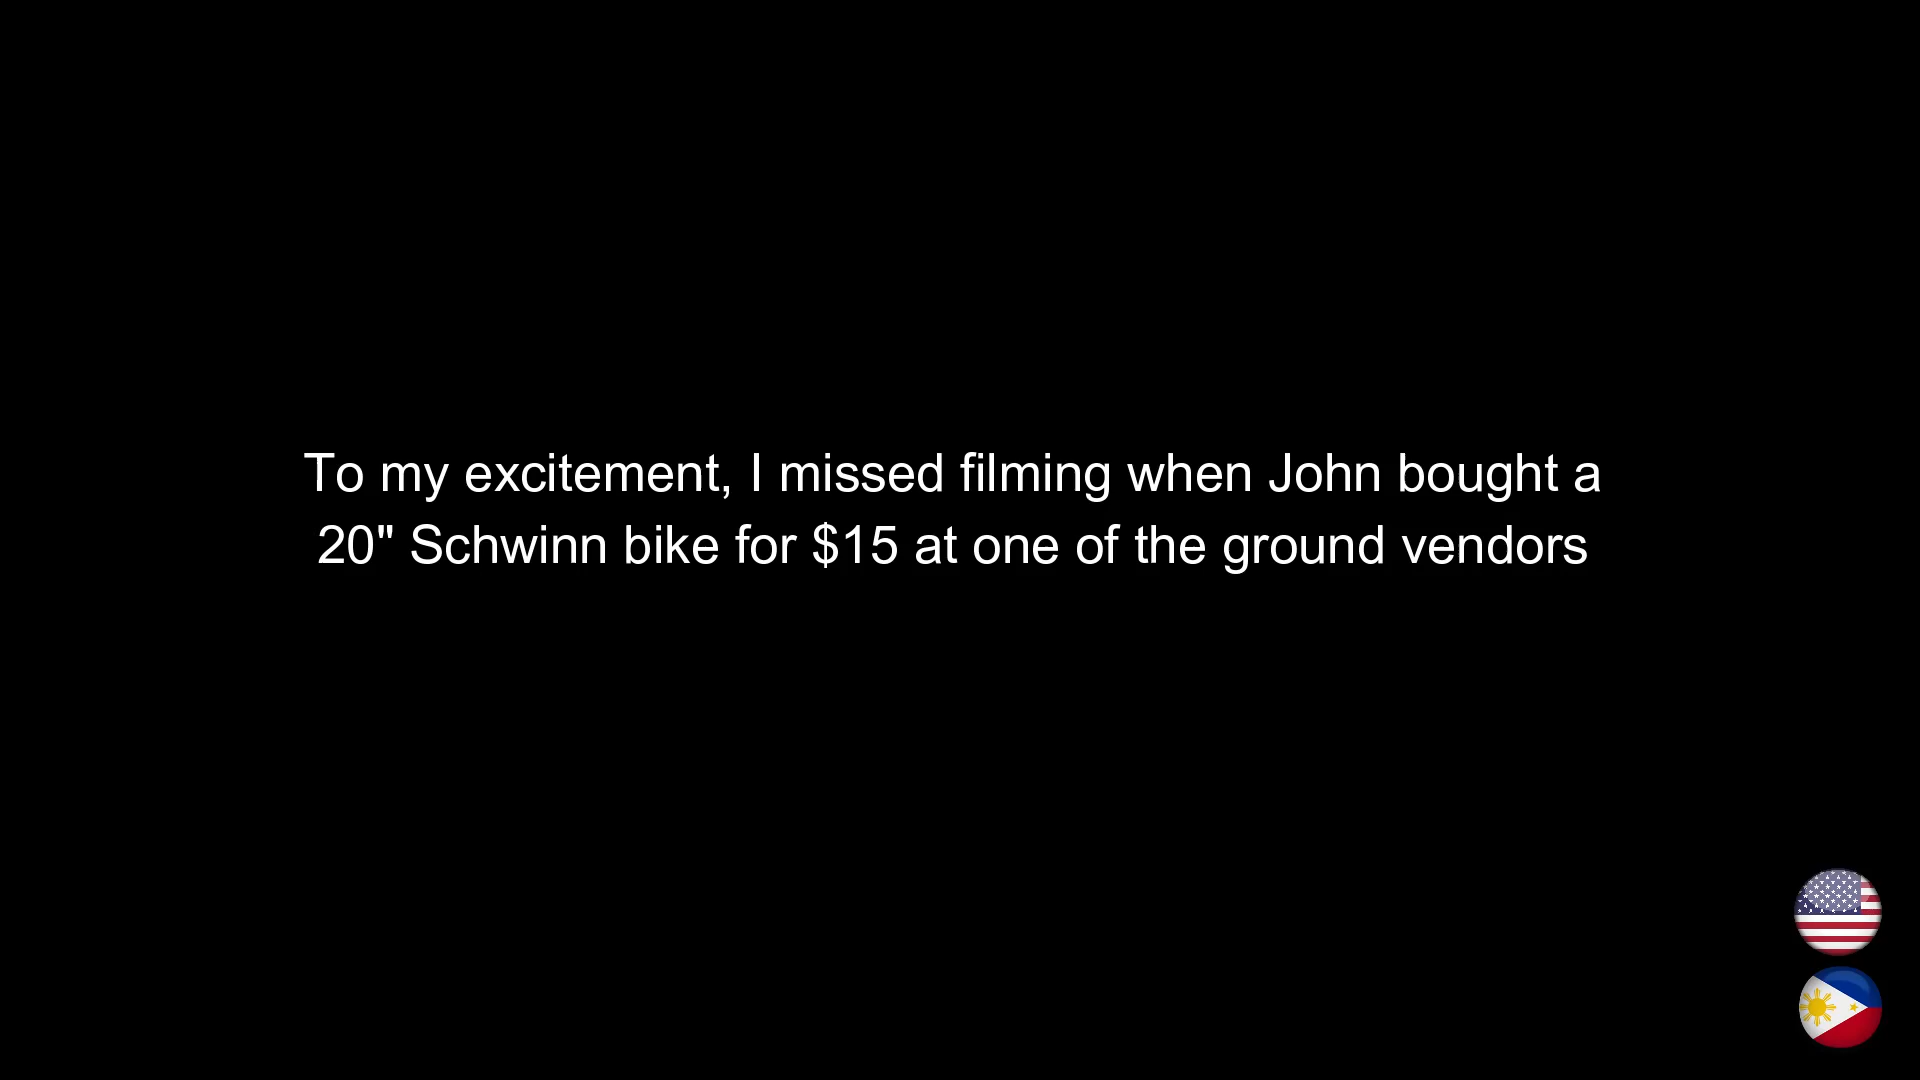 To my excitement, I missed filming when John bought a
20" Schwinn bike for $15 at one of the ground vendors